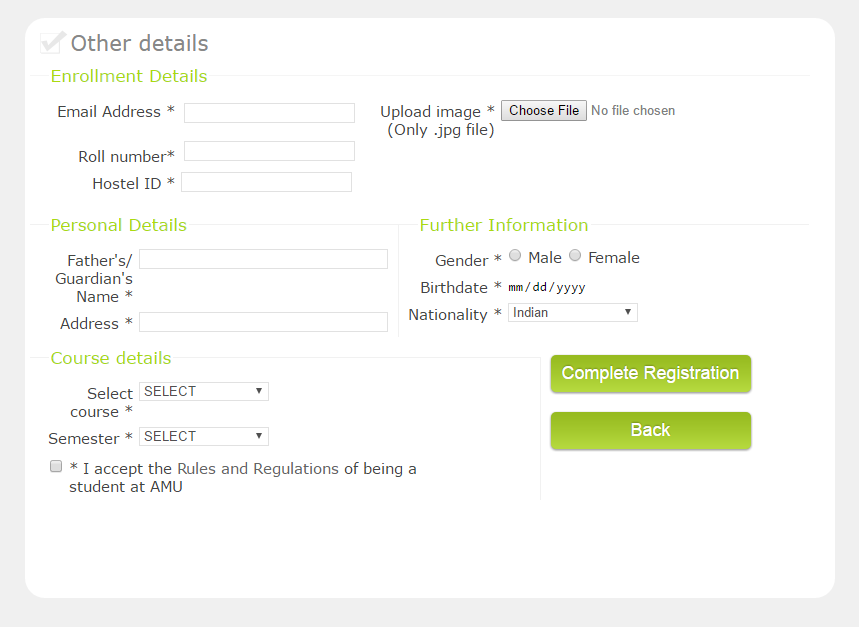 Other details
Enrollment Details
Email Address *
Upload image * Choose File No file chosen
(Only .jpg file)
Roll number*
Hostel ID *
Personal Details
Father's/
Guardian's
Name *
Address *
Further Information
Gender * Male Female
Birthdate * mm/dd/yyyy
Nationality * Indian
Course details
Select SELECT
course *
Semester * SELECT
* I accept the Rules and Regulations of being a
student at AMU
Complete Registration
Back